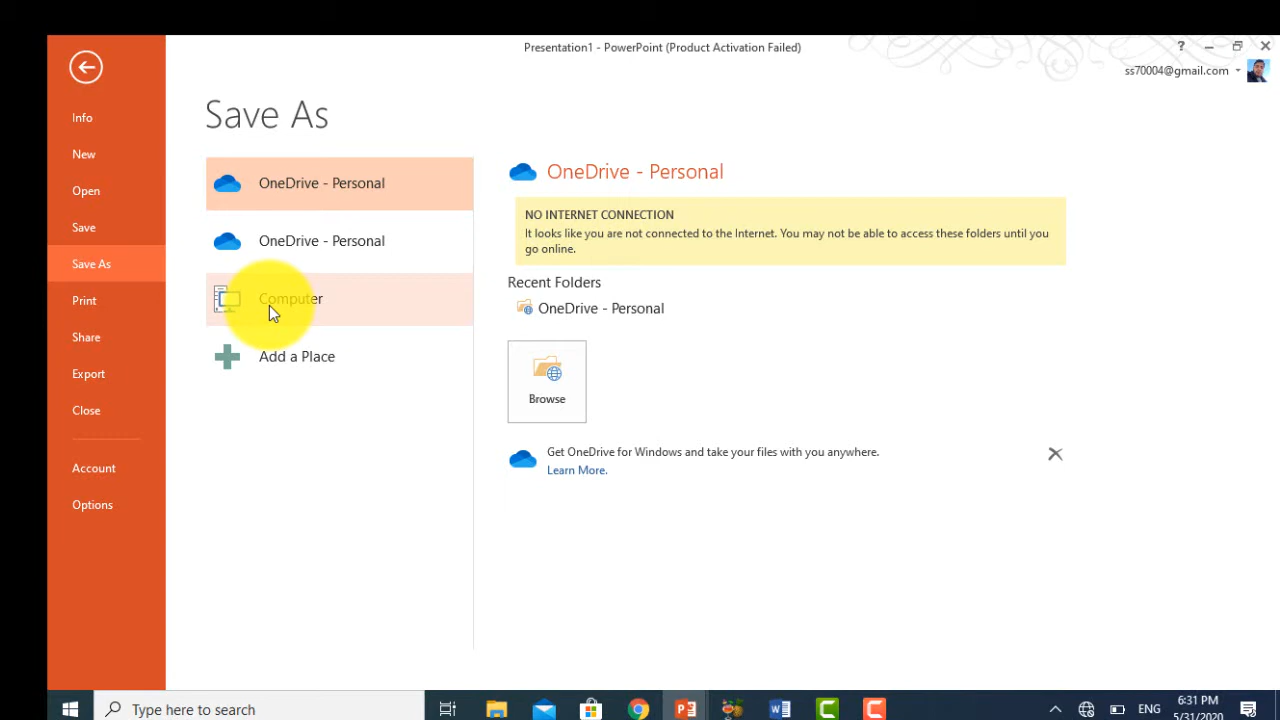 Presentation1 - PowerPoint (Product Activation Failed)
?
ss70004@gmail.com
Info
New
Open
Save
Save As
Print
Share
Export
Close
Account
Options
Save As
OneDrive - Personal
OneDrive - Personal
Computer
Add a Place
OneDrive - Personal
NO INTERNET CONNECTION
It looks like you are not connected to the Internet. You may not be able to access these folders until you
go online.
Recent Folders
OneDrive - Personal
Browse
Get OneDrive for Windows and take your files with you anywhere.
Learn More.
Type here to search
ENG
6:31 PM
5/31/2020